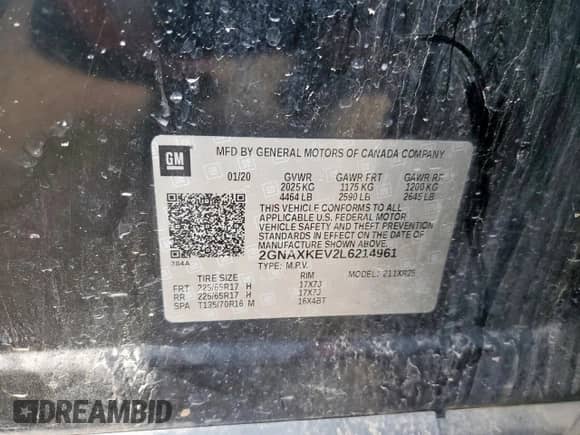 GM
MFD BY GENERAL MOTORS OF CANADA COMPANY
01/20 GVWR GAWR FRT GAWR RR
2025 KG 1175 KG 1200 KG
4464 LB 2590 LB 2645 LB
THIS VEHICLE CONFORMS TO ALL
APPLICABLE U.S. FEDERAL MOTOR
VEHICLE SAFETY AND THEFT PREVENTION
STANDARDS IN EFFECT ON THE DATE OF
MANUFACTURE SHOWN ABOVE.
2GNAXKEV2L6214961
TYPE: M.P.V. MODEL: 211XR26
784A
TIRE SIZE RIM
FRT 225/65R17 H 17X7J
RR 225/65R17 H 17X7J
SPA T135/70R16 M 16X4BT
DREAMBID